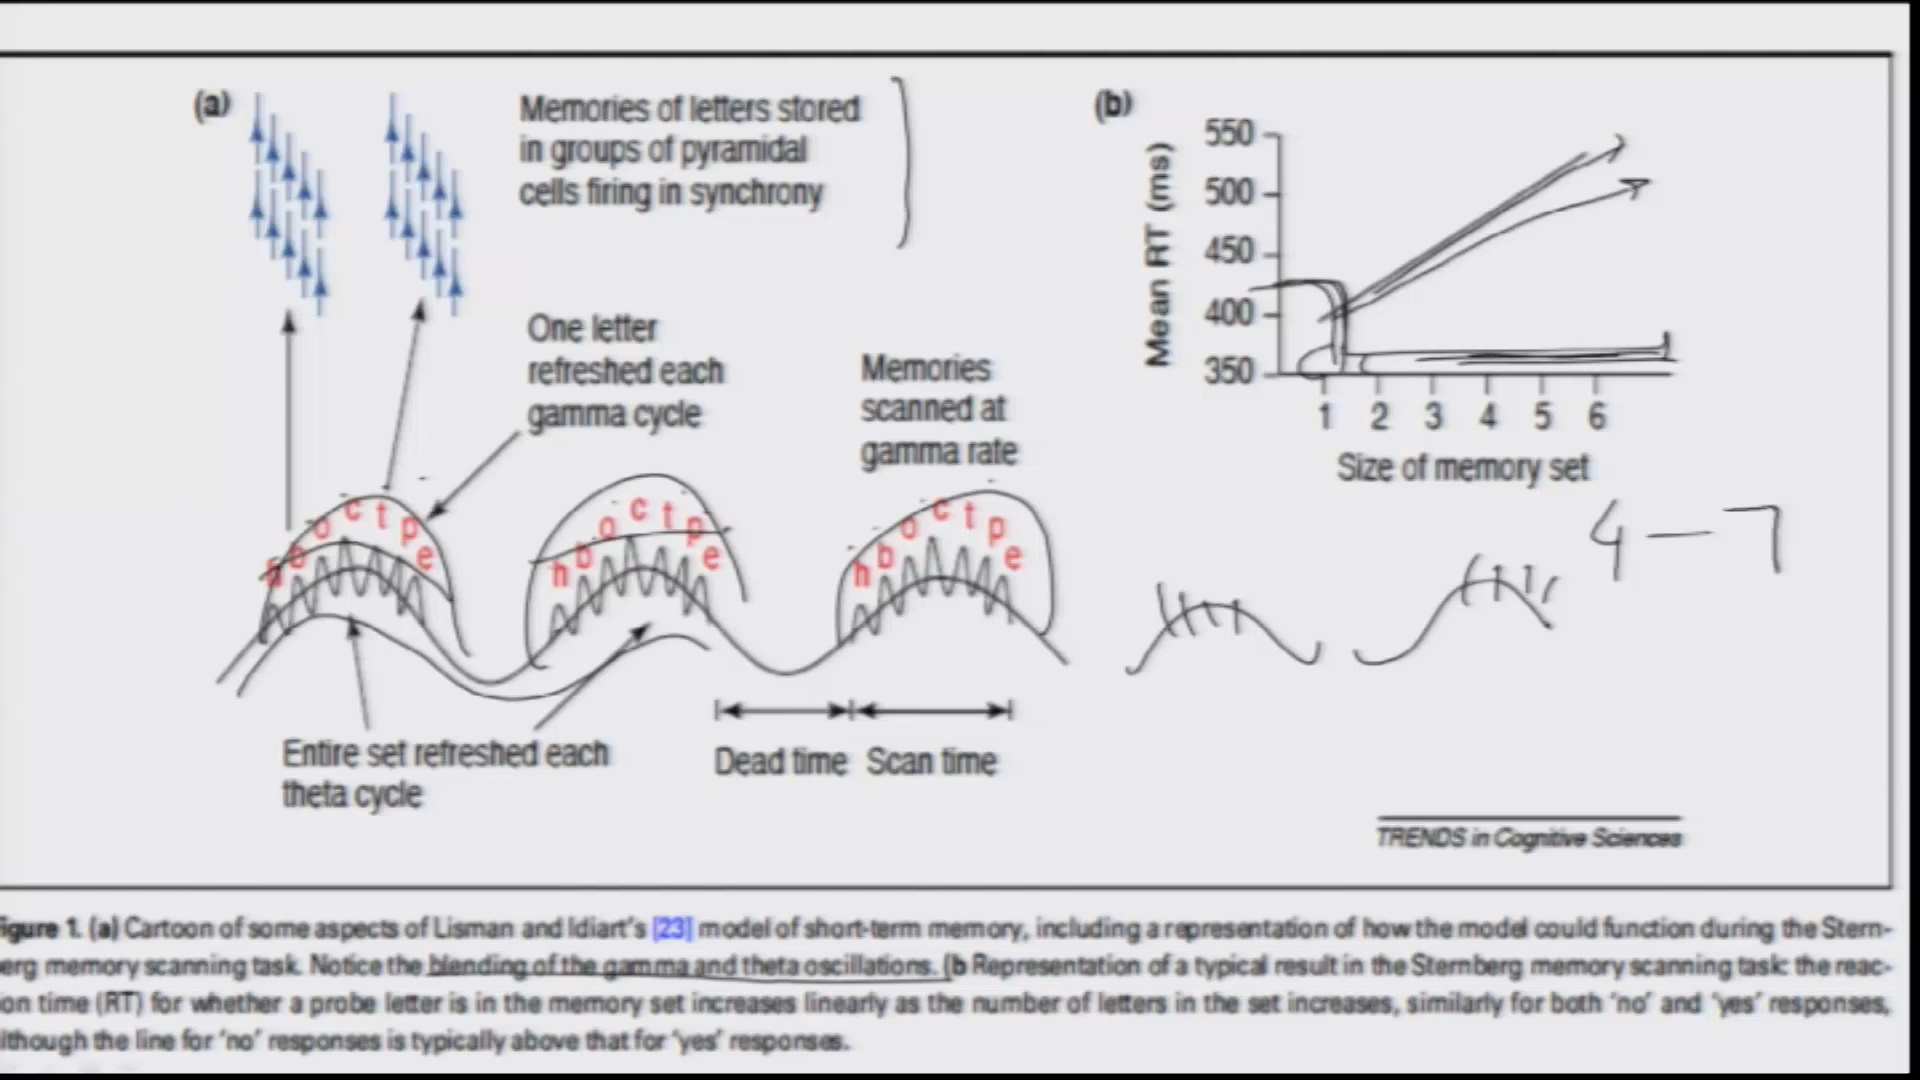 (a)
Memories of letters stored
in groups of pyramidal
cells firing in synchrony
One letter
refreshed each
gamma cycle
Memories
scanned at
gamma rate
h b o c t p e
h b o c t p e
h b o c t p e
Entire set refreshed each
theta cycle
Dead time
Scan time
(b)
Mean RT (ms)
550
500
450
400
350
1 2 3 4 5 6
Size of memory set
4 — 7
TRENDS in Cognitive Sciences
igure 1. (a) Cartoon of some aspects of Lisman and Idiart's [23] model of short-term memory, including a representation of how the model could function during the Stern-
erg memory scanning task. Notice the blending of the gamma and theta oscillations. (b Representation of a typical result in the Sternberg memory scanning task: the reac-
ion time (RT) for whether a probe letter is in the memory set increases linearly as the number of letters in the set increases, similarly for both 'no' and 'yes' responses,
lthough the line for 'no' responses is typically above that for 'yes' responses.